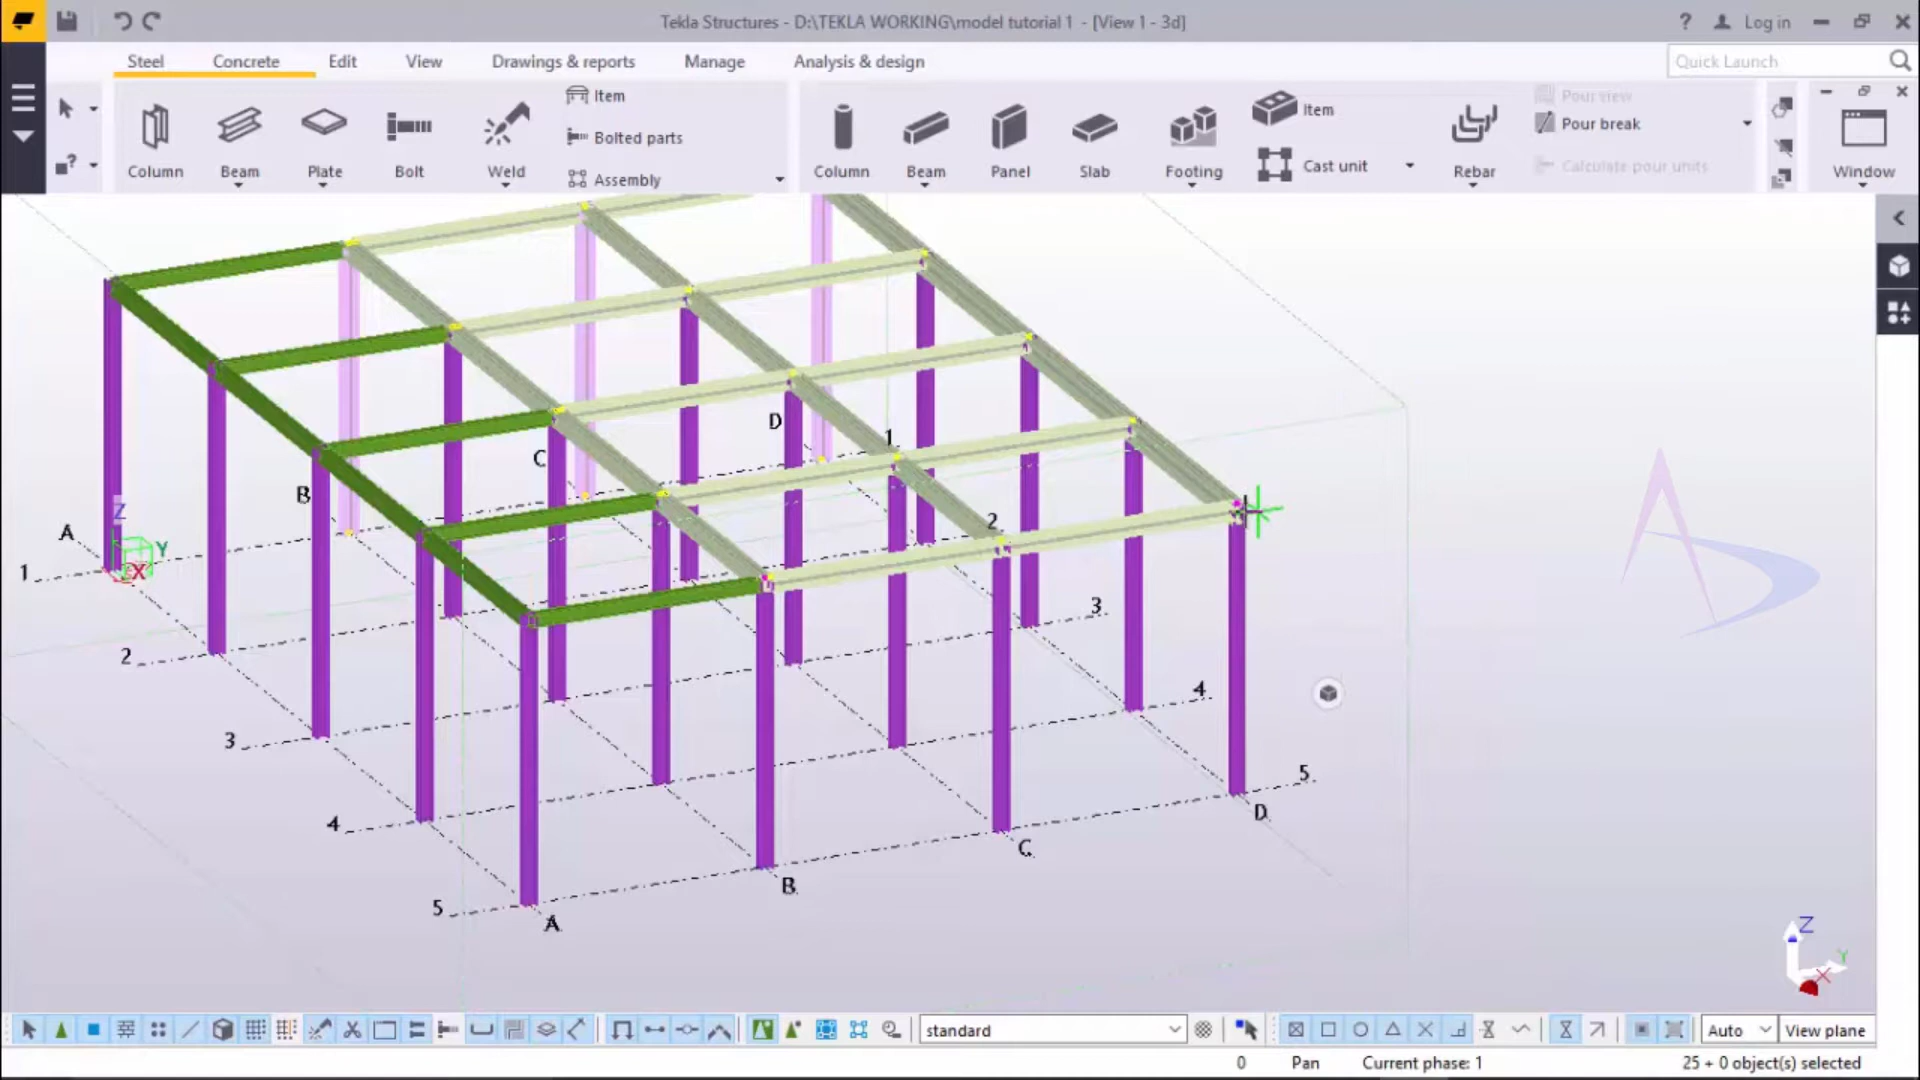 Tekla Structures - D:\TEKLA WORKING\model tutorial 1 - [View 1 - 3d]
? Log in
Steel Concrete Edit View Drawings & reports Manage Analysis & design
Quick Launch
Column Beam Plate Bolt Weld
Item
Bolted parts
Assembly
Column Beam Panel Slab Footing
Item
Cast unit
Rebar
Pour view
Pour break
Calculate pour units
Window
D
1
C
B
2
Z
A
Y
1
X
3
2
4
3
5
D
4
C
B
5
A
Z
Y
X
standard
Auto
View plane
0 Pan Current phase: 1 25 + 0 object(s) selected